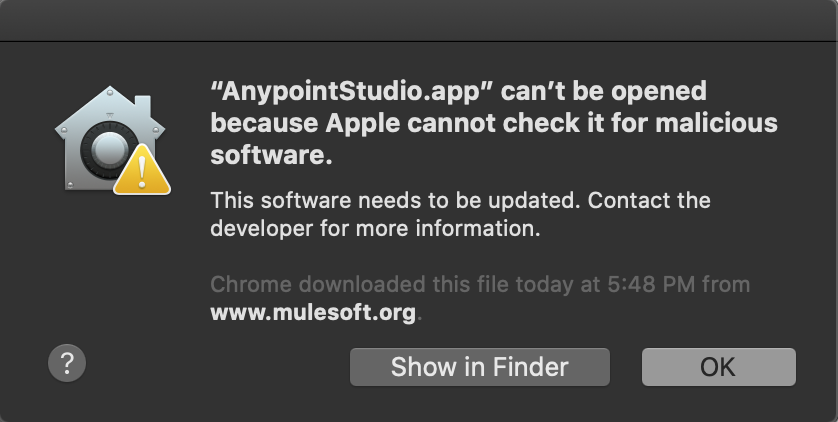 “AnypointStudio.app” can’t be opened
because Apple cannot check it for malicious
software.
This software needs to be updated. Contact the
developer for more information.
Chrome downloaded this file today at 5:48 PM from
www.mulesoft.org.
?
Show in Finder
OK